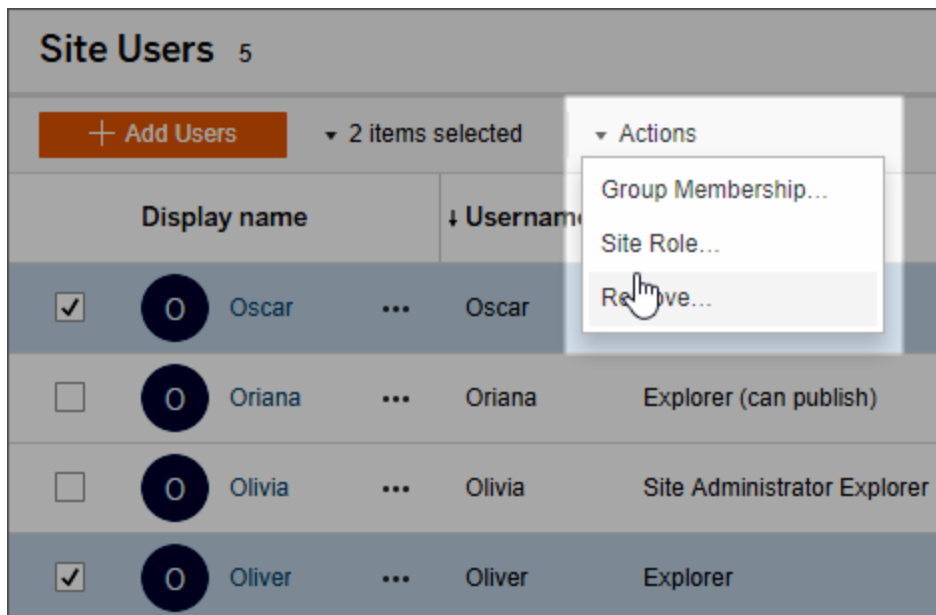 Site Users 5
+ Add Users 2 items selected Actions
Group Membership...
Display name ↓ Username
Site Role...
O Oscar ••• Oscar Remove...
O Oriana ••• Oriana Explorer (can publish)
O Olivia ••• Olivia Site Administrator Explorer
O Oliver ••• Oliver Explorer